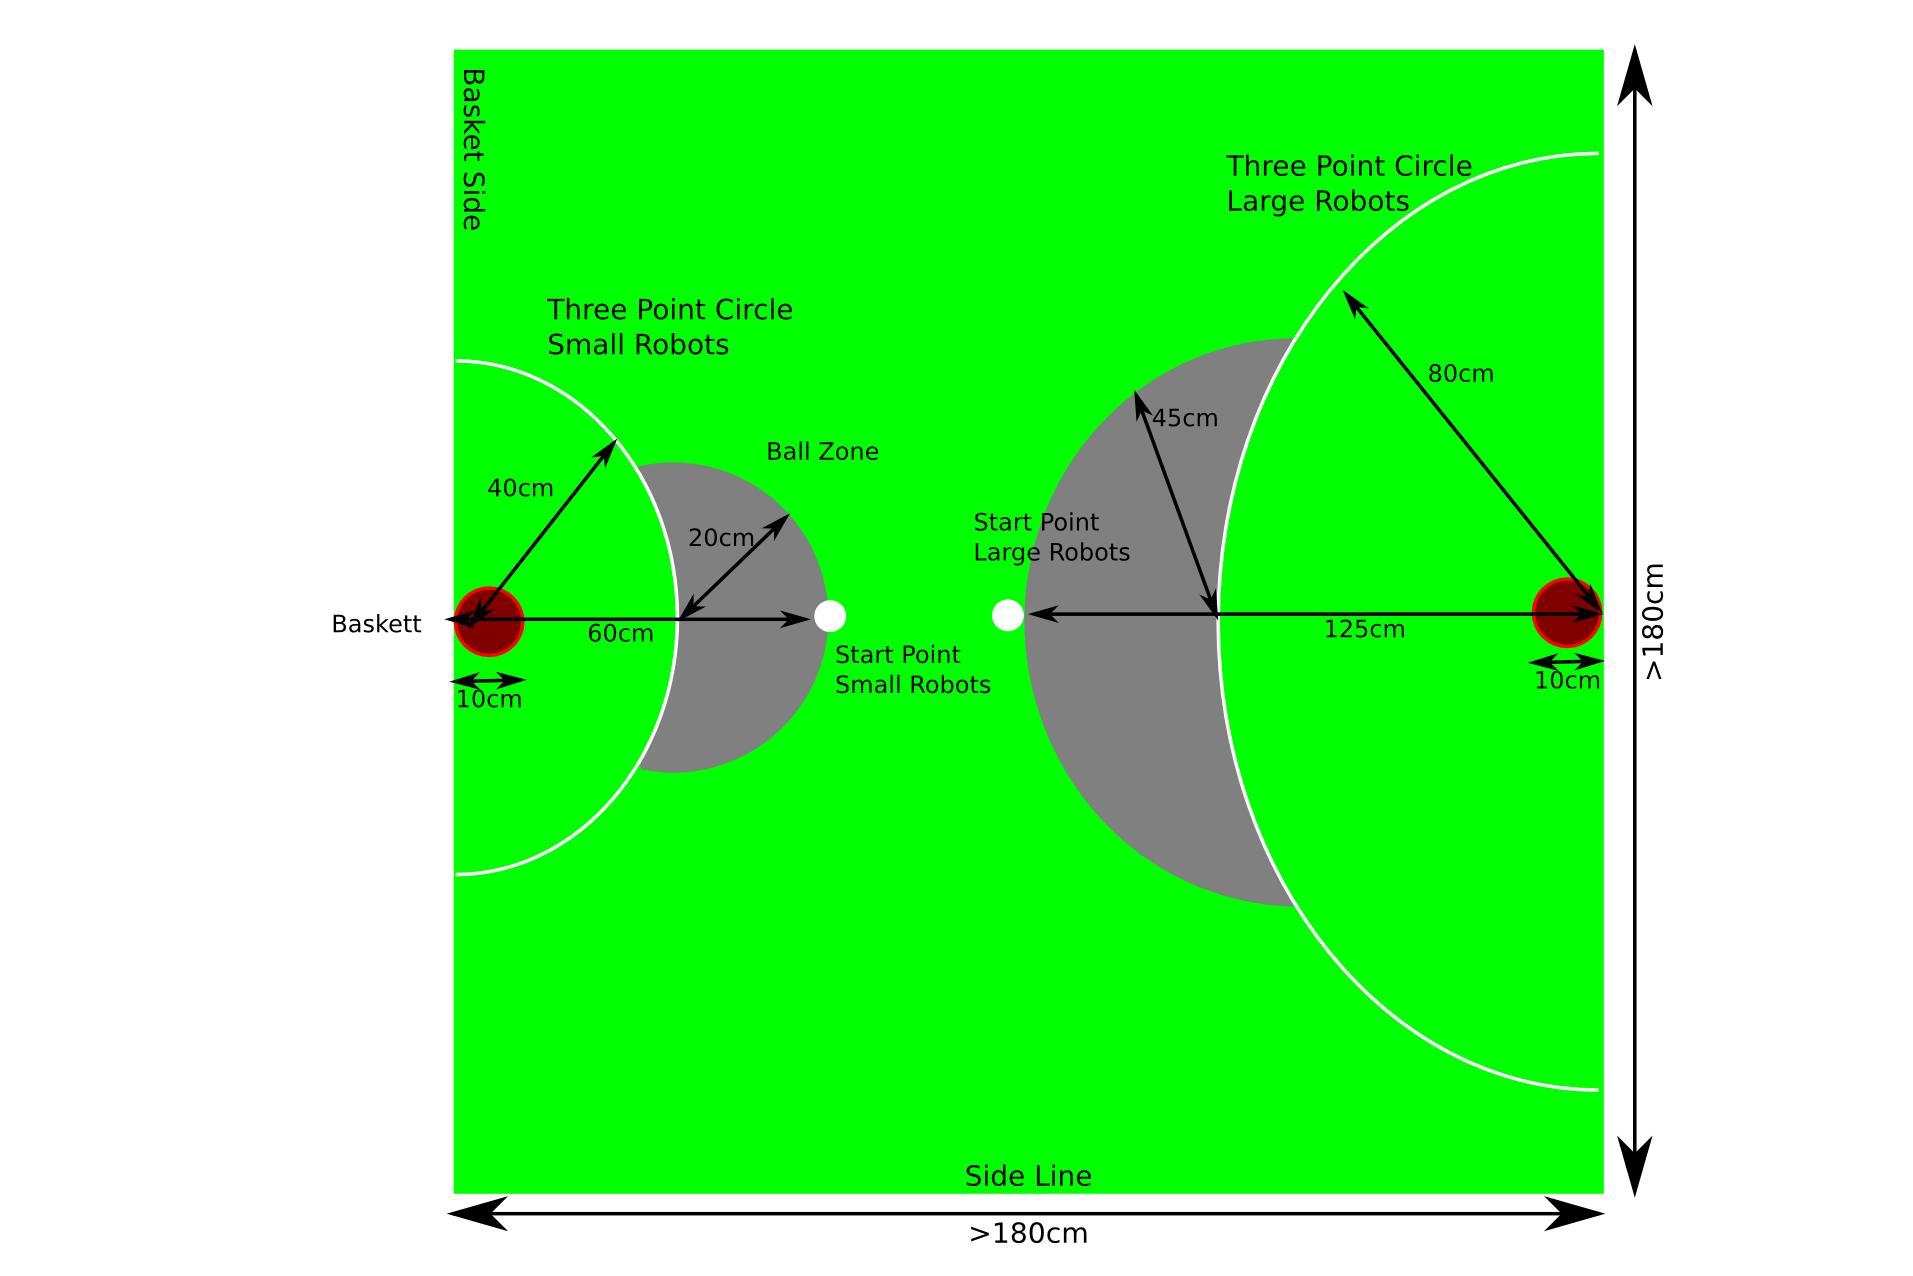 Basket Side
Three Point Circle
Large Robots
Three Point Circle
Small Robots
80cm
45cm
Ball Zone
40cm
20cm
Start Point
Large Robots
Baskett
60cm
125cm
>180cm
Start Point
Small Robots
10cm
10cm
Side Line
>180cm